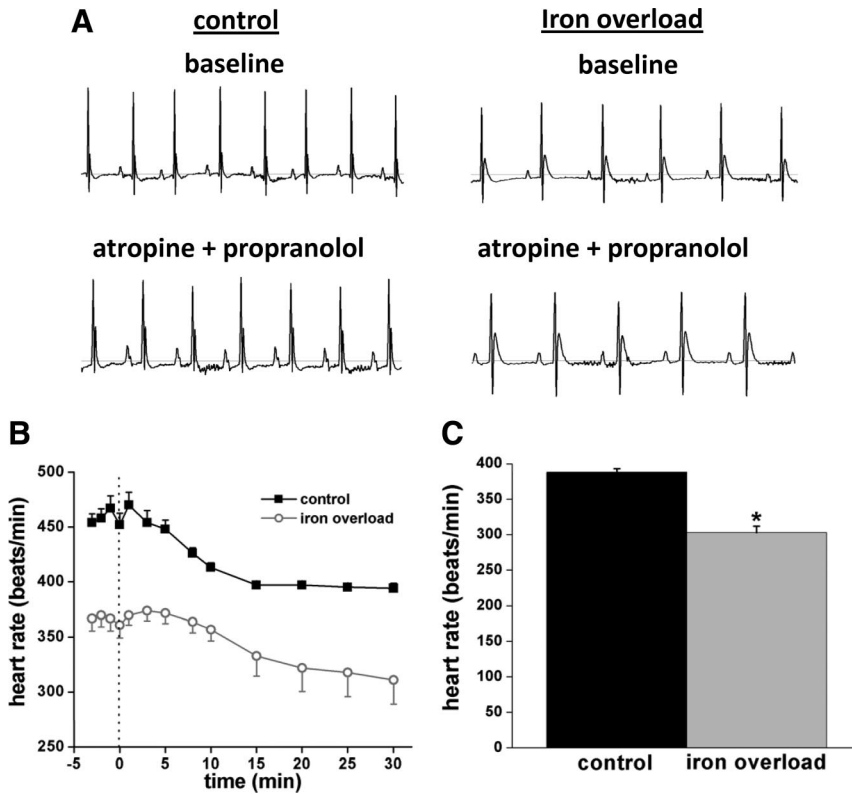 A
control
Iron overload
baseline
baseline
atropine + propranolol
atropine + propranolol
B
heart rate (beats/min)
500
450
400
350
300
250
control
iron overload
-5 0 5 10 15 20 25 30
time (min)
C
heart rate (beats/min)
400
350
300
250
200
150
100
50
0
*
control iron overload